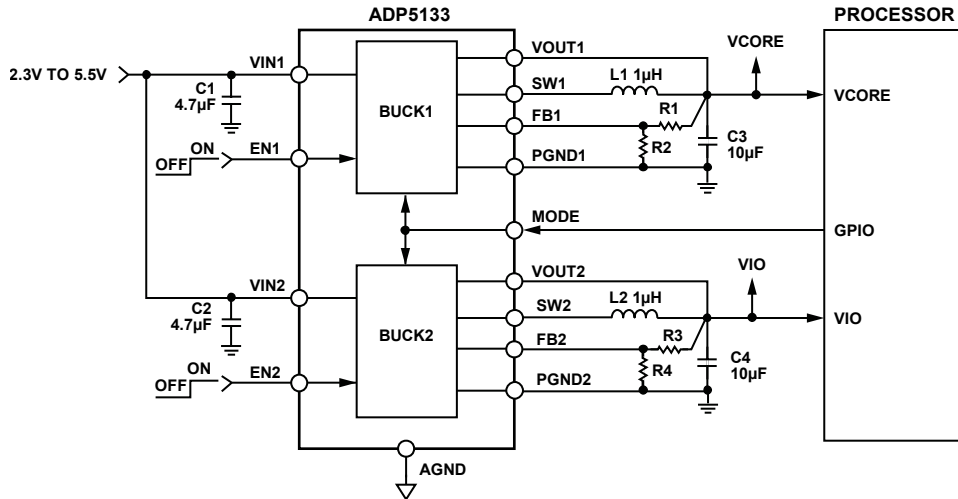 ADP5133
PROCESSOR
2.3V TO 5.5V
VIN1
C1
4.7µF
OFF
ON
EN1
BUCK1
VOUT1
SW1
FB1
PGND1
L1 1µH
R1
R2
C3
10µF
VCORE
VCORE
MODE
GPIO
VIN2
C2
4.7µF
OFF
ON
EN2
BUCK2
VOUT2
SW2
FB2
PGND2
L2 1µH
R3
R4
C4
10µF
VIO
VIO
AGND